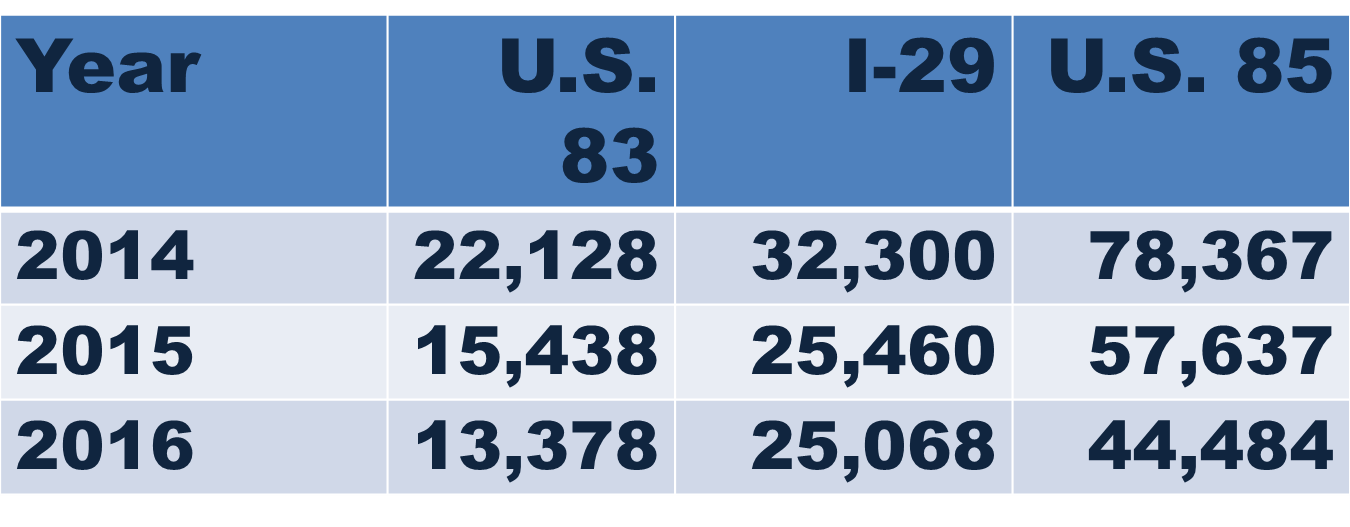 Year U.S. 83 I-29 U.S. 85
2014 22,128 32,300 78,367
2015 15,438 25,460 57,637
2016 13,378 25,068 44,484